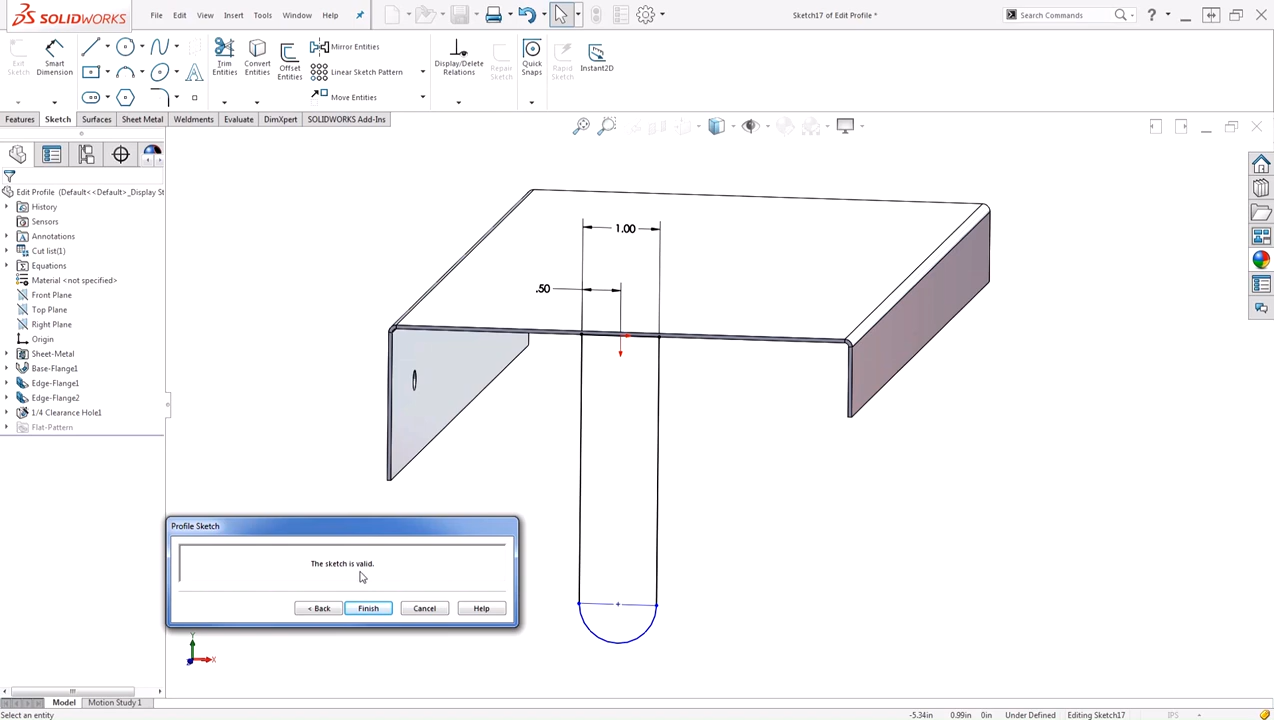 SOLIDWORKS
File Edit View Insert Tools Window Help
Sketch17 of Edit Profile *
Search Commands
?
Exit Sketch
Smart Dimension
Trim Entities
Convert Entities
Offset Entities
Mirror Entities
Linear Sketch Pattern
Move Entities
Display/Delete Relations
Repair Sketch
Quick Snaps
Rapid Sketch
Instant2D
Features Sketch Surfaces Sheet Metal Weldments Evaluate DimXpert SOLIDWORKS Add-Ins
Edit Profile (Default<<Default>_Display St
History
Sensors
Annotations
Cut list(1)
Equations
Material <not specified>
Front Plane
Top Plane
Right Plane
Origin
Sheet-Metal
Base-Flange1
Edge-Flange1
Edge-Flange2
1/4 Clearance Hole1
Flat-Pattern
1.00
.50
Profile Sketch
The sketch is valid.
< Back Finish Cancel Help
Y
X
Model Motion Study 1
Select an entity
-5.34in 0.99in 0in Under Defined Editing Sketch17 IPS